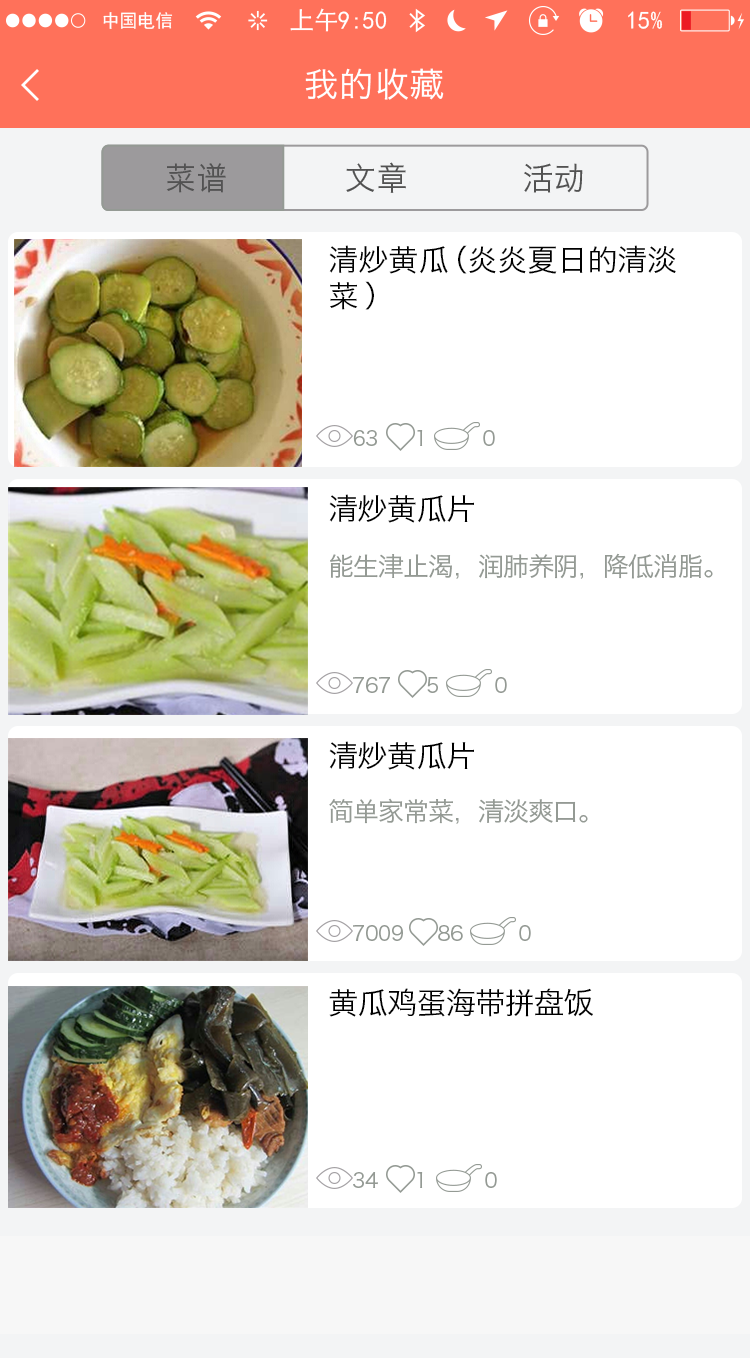 中国电信 上午9:50 15%
我的收藏
菜谱 文章 活动
清炒黄瓜(炎炎夏日的清淡
菜)
63 1 0
清炒黄瓜片
能生津止渴，润肺养阴，降低消脂。
767 5 0
清炒黄瓜片
简单家常菜，清淡爽口。
7009 86 0
黄瓜鸡蛋海带拼盘饭
34 1 0